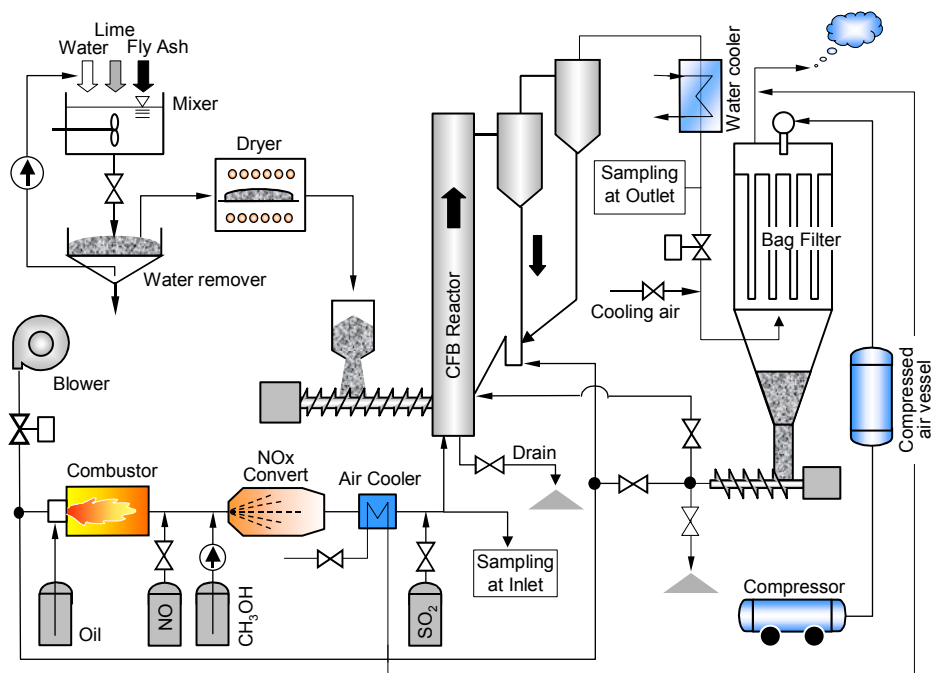 Lime
Water
Fly Ash
Mixer
Dryer
Water remover
Blower
Combustor
NOx
Convert
Air Cooler
Oil
NO
CH3OH
SO2
Sampling
at Inlet
Drain
CFB Reactor
Water cooler
Sampling
at Outlet
Cooling air
Bag Filter
Compressed
air vessel
Compressor